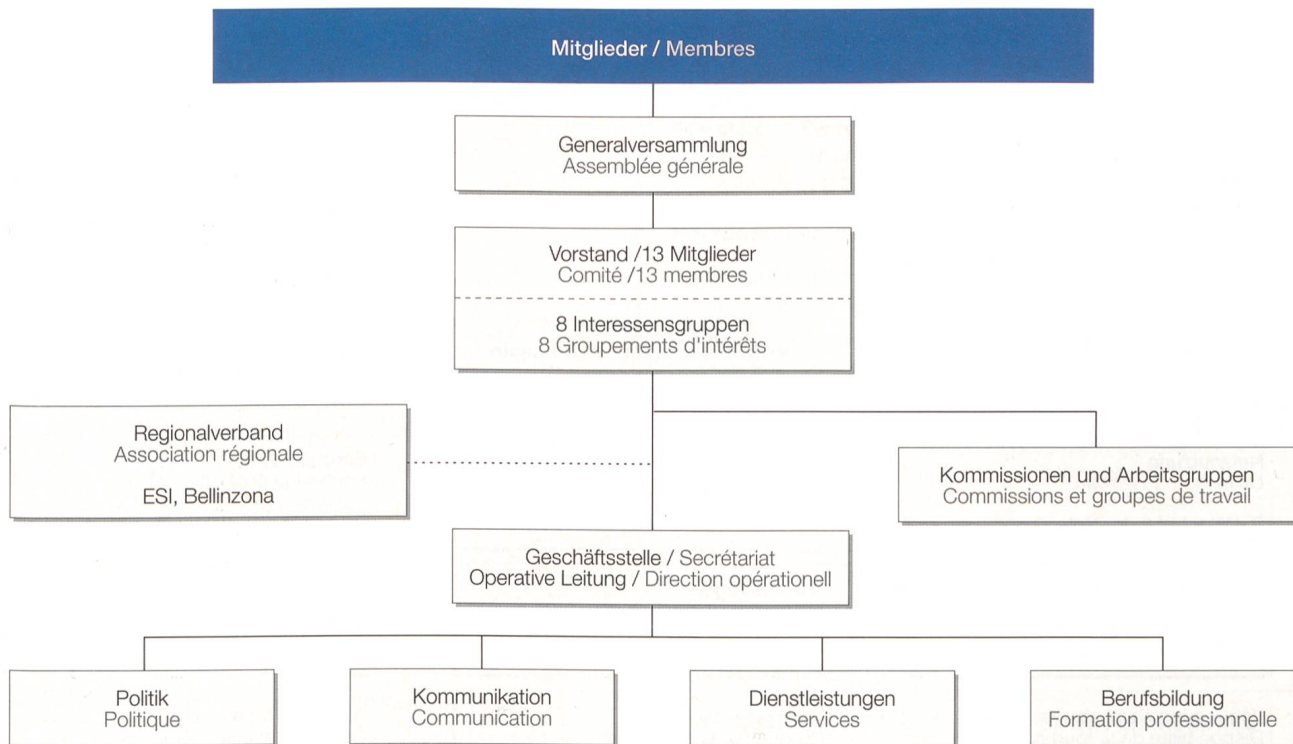 Mitglieder / Membres
Generalversammlung
Assemblée générale
Vorstand /13 Mitglieder
Comité /13 membres
8 Interessensgruppen
8 Groupements d'intérêts
Regionalverband
Association régionale
ESI, Bellinzona
Kommissionen und Arbeitsgruppen
Commissions et groupes de travail
Geschäftsstelle / Secrétariat
Operative Leitung / Direction opérationell
Politik
Politique
Kommunikation
Communication
Dienstleistungen
Services
Berufsbildung
Formation professionnelle